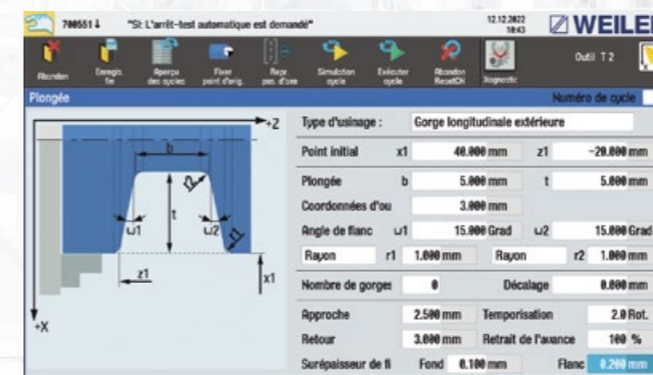 700551 ↓ "SI: L'arrêt-test automatique est demandé" 12.12.2022 10:43 WEILER
Abandon Enregis. fin Aperçu des cycles Fixer point d'orig. Repr. pos. d'axe Simulation cycle Exécuter cycle Abandon ResetCN Diagnostic Outil T 2
Plongée Numéro de cycle
+Z Type d'usinage : Gorge longitudinale extérieure
Point initial x1 40.000 mm z1 -20.000 mm
b Plongée b 5.000 mm t 5.000 mm
r2 Coordonnées d'ou 3.000 mm
ω1 t ω2 r1 Angle de flanc ω1 15.000 Grad ω2 15.000 Grad
Rayon r1 1.000 mm Rayon r2 1.000 mm
z1 x1 Nombre de gorges 0 Décalage 0.000 mm
+X Approche 2.500 mm Temporisation 2.0 Rot.
Retour 3.000 mm Retrait de l'avance 100 %
Surépaisseur de fi Fond 0.100 mm Flanc 0.200 mm